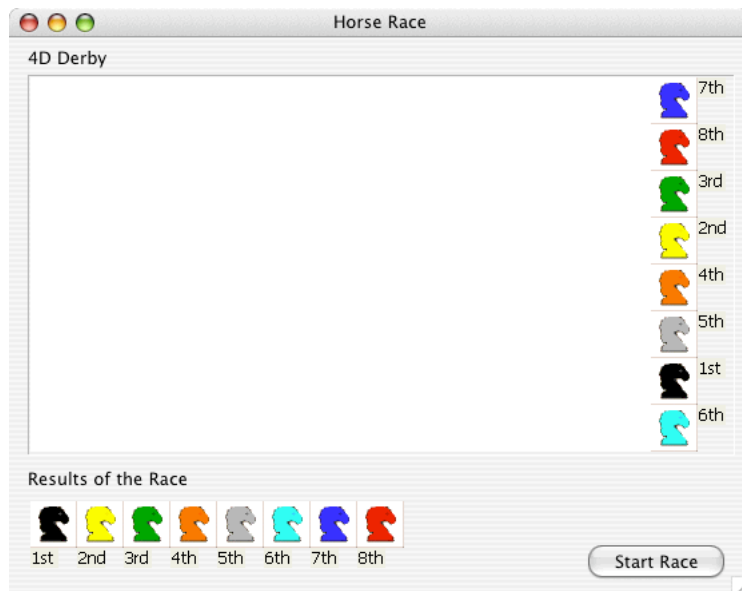 Horse Race
4D Derby
7th
8th
3rd
2nd
4th
5th
1st
6th
Results of the Race
1st 2nd 3rd 4th 5th 6th 7th 8th
Start Race